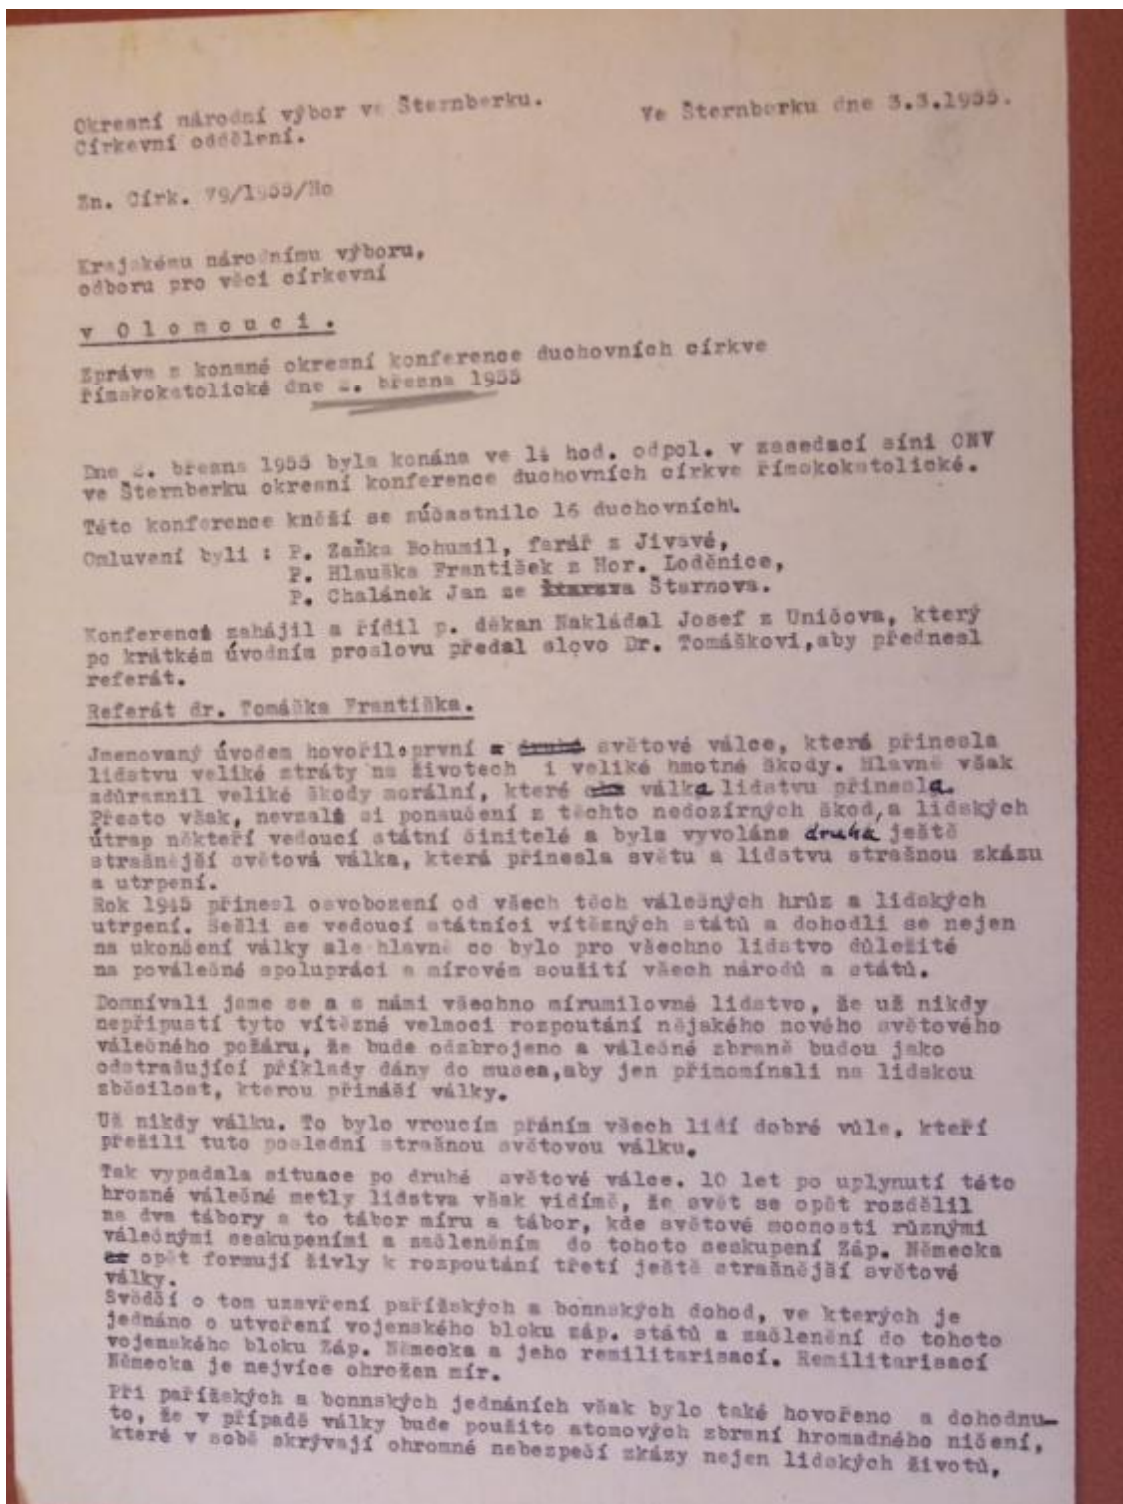 Okresní národní výbor ve Šternberku. Ve Šternberku dne 3.3.1955.
Církevní oddělení.
Zn. Círk. 79/1955/Ho
Krajskému národnímu výboru,
odboru pro věci církevní
v Olomouci.
Zpráva z konané okresní konference duchovních církve
římskokatolické dne 2. března 1955
Dne 2. března 1955 byla konána ve hod. odpol. v zasedací síni ONV
ve Šternberku okresní konference duchovních církve římskokatolické.
Této konference kněží se zúčastnilo 16 duchovních.
Omluveni byli : P. Zaňka Bohumil, farář z Jívavé,
P. Hlauška František z Hor. Loděnice,
P. Chalánek Jan ze Štarnova.
Konferenci zahájil a řídil p. děkan Nakládal Josef z Uničova, který
po krátkém úvodním proslovu předal slovo Dr. Tomáškovi,aby přednesl
referát.
Referát dr. Tomáška Františka.
Jmenovaný úvodem hovořil o první a druhé světové válce, která přinesla
lidstvu veliké ztráty na životech i veliké hmotné škody. Hlavně však
zdůraznil veliké škody morální, které válka lidstvu přinesla.
Přesto však, nevzali si ponaučení z těchto nedozírných škod,a lidských
útrap někteří vedoucí státní činitelé a byla vyvolána druhá ještě
strašnější světová válka, která přinesla světu a lidstvu strašnou zkázu
a utrpení.
Rok 1945 přinesl osvobození od všech těch válečných hrůz a lidských
utrpení. Sešli se vedoucí státníci vítězných států a dohodli se nejen
na ukončení války ale hlavně co bylo pro všechno lidstvo důležité
na poválečné spolupráci a mírovém soužití všech národů a států.
Domnívali jsme se a s námi všechno mírumilovné lidstvo, že už nikdy
nepřipustí tyto vítězné velmoci rozpoutání nějakého nového světového
válečného požáru, že bude odzbrojeno a válečné zbraně budou jako
odstrašující příklady dány do musea,aby jen přinomínali na lidskou
zběsilost, kterou přináší války.
Už nikdy válku. To bylo vroucím přáním všech lidí dobré vůle, kteří
přežili tuto poslední strašnou světovou válku.
Tak vypadala situace po druhé světové válce. 10 let po uplynutí této
hrozné válečné metly lidstva však vidímě, že svět se opět rozdělil
na dva tábory a to tábor míru a tábor, kde světové mocnosti různými
válečnými seskupeními a začleněním do tohoto seskupení Záp. Německa
se opět formují živly k rozpoutání třetí ještě strašnější světové
války.
Svědčí o tom uzavření pařížských a bonnských dohod, ve kterých je
jednáno o utvoření vojenského bloku záp. států a začlenění do tohoto
vojenského bloku Záp. Německa a jeho remilitarisací. Remilitarisací
Německa je nejvíce ohrožen mír.
Při pařížských a bonnských jednáních však bylo také hovořeno a dohodnu-
to, že v případě války bude použito atomových zbraní hromadného ničení,
které v sobě skrývají ohromné nebezpečí zkázy nejen lidských životů,